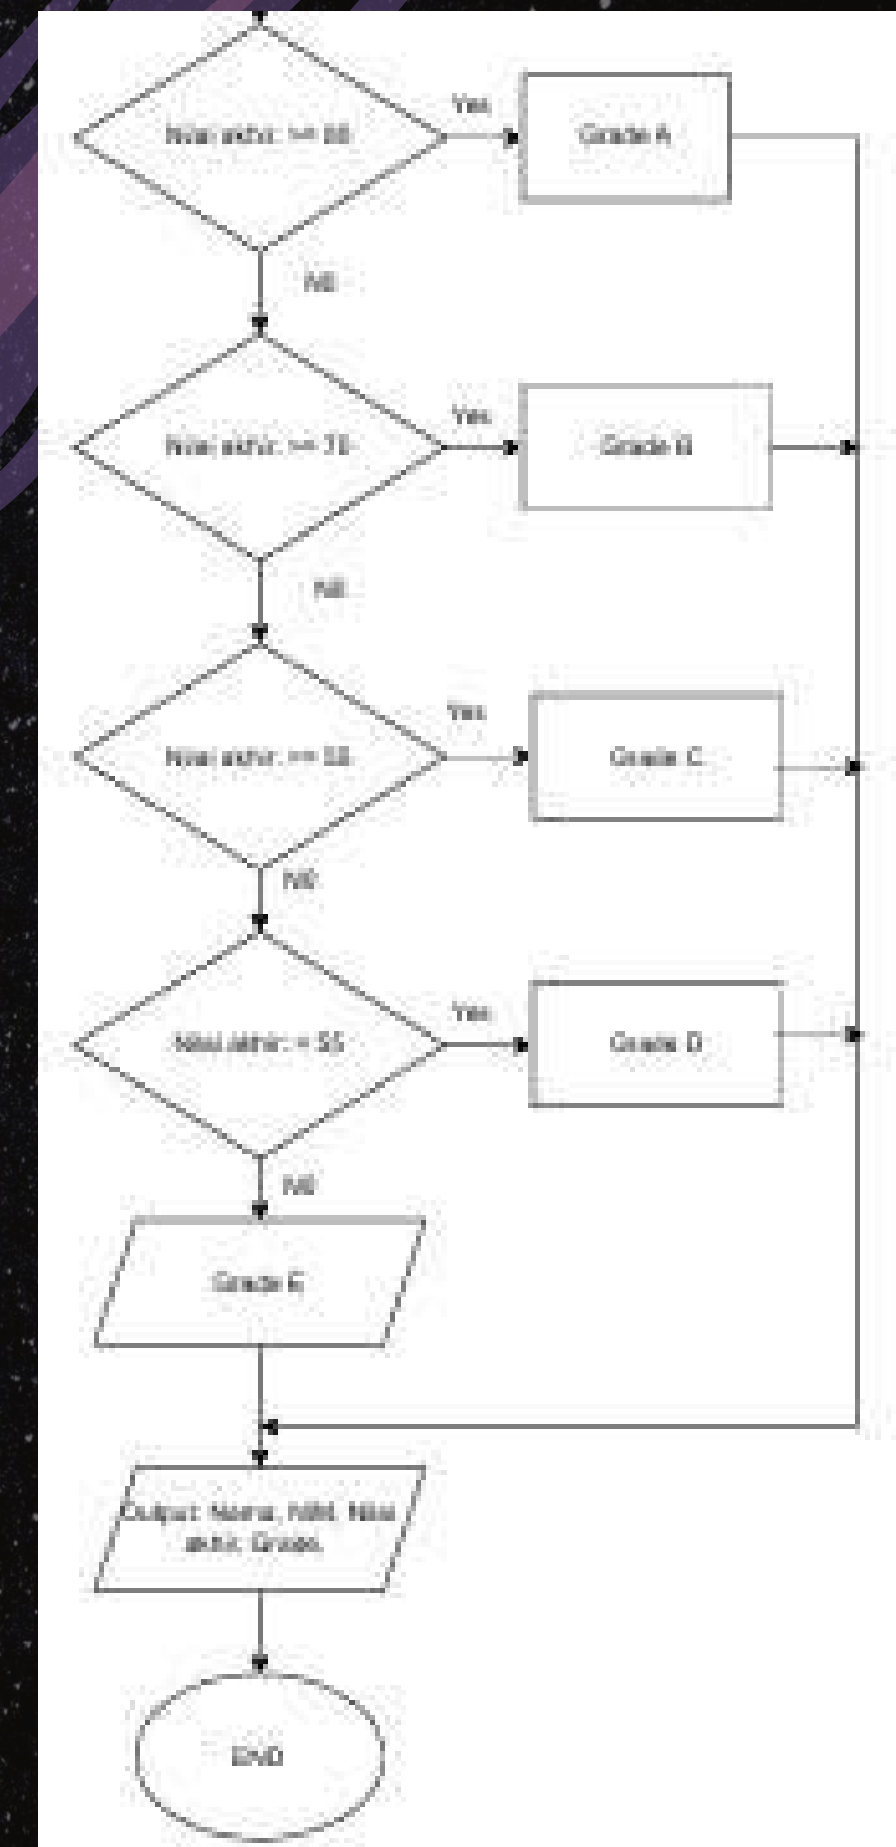 Nilai akhir >=
Yes
Grade A
NO
Nilai akhir >=
Yes
Grade B
NO
Nilai akhir >=
Yes
Grade C
NO
Nilai akhir = 55
Yes
Grade D
NO
Grade E
Output Nama, NIM, Nilai
akhir,
END